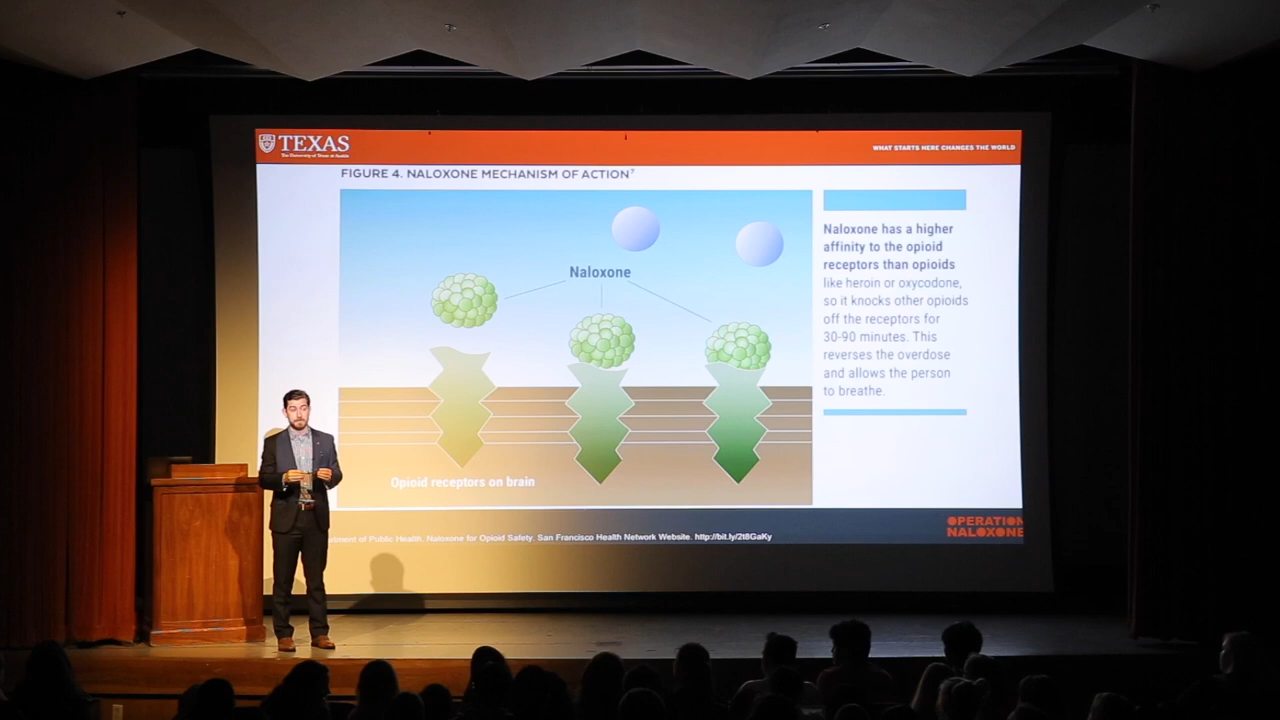 TEXAS
The University of Texas at Austin
WHAT STARTS HERE CHANGES THE WORLD
FIGURE 4. NALOXONE MECHANISM OF ACTION⁷
Naloxone
Opioid receptors on brain
Naloxone has a higher
affinity to the opioid
receptors than opioids
like heroin or oxycodone,
so it knocks other opioids
off the receptors for
30-90 minutes. This
reverses the overdose
and allows the person
to breathe.
of Public Health. Naloxone for Opioid Safety. San Francisco Health Network Website. http://bit.ly/2t8GaKy
OPERATION
NALOXONE